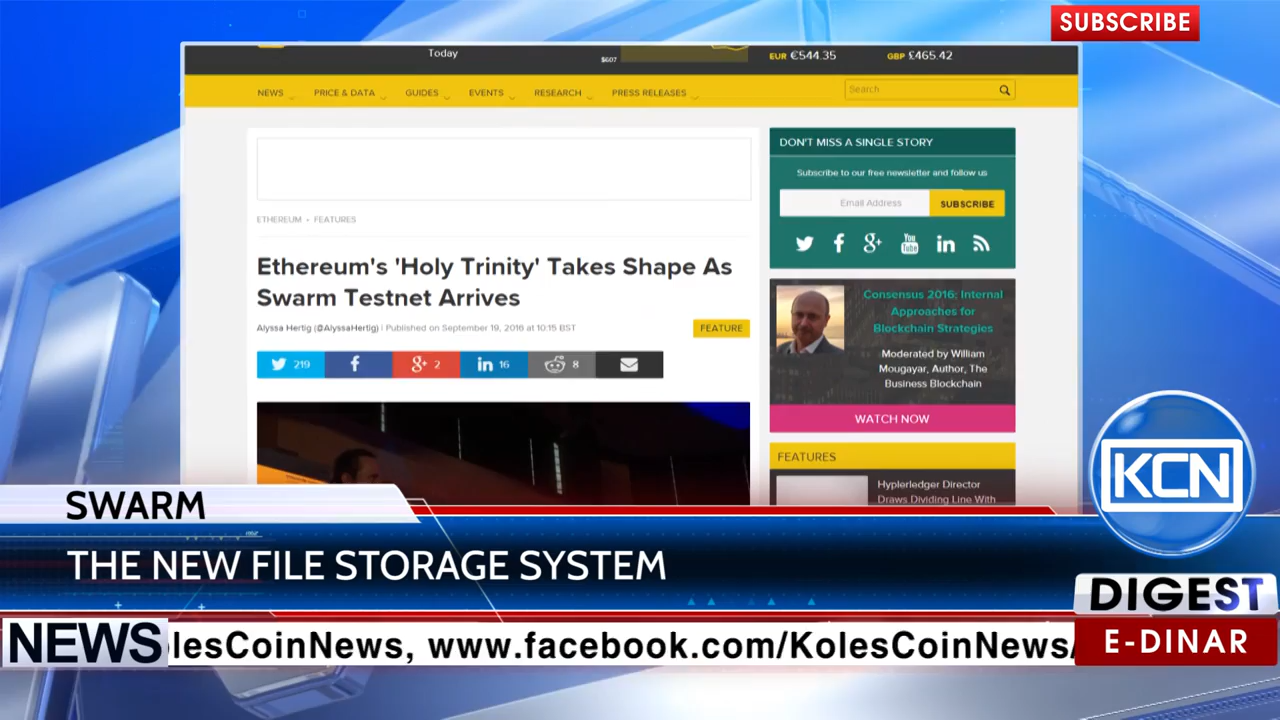 SUBSCRIBE
Today
$607
EUR €544.35
GBP £465.42
NEWS
PRICE & DATA
GUIDES
EVENTS
RESEARCH
PRESS RELEASES
Search
DON'T MISS A SINGLE STORY
Subscribe to our free newsletter and follow us
Email Address
SUBSCRIBE
You Tube
ETHEREUM • FEATURES
Ethereum's 'Holy Trinity' Takes Shape As
Swarm Testnet Arrives
Alyssa Hertig (@AlyssaHertig) | Published on September 19, 2016 at 10:15 BST
FEATURE
219
2
16
8
Consensus 2016: Internal
Approaches for
Blockchain Strategies
Moderated by William
Mougayar, Author, The
Business Blockchain
WATCH NOW
FEATURES
Hyplerledger Director
Draws Dividing Line With
KCN
SWARM
THE NEW FILE STORAGE SYSTEM
DIGEST
E-DINAR
NEWS
lesCoinNews, www.facebook.com/KolesCoinNews